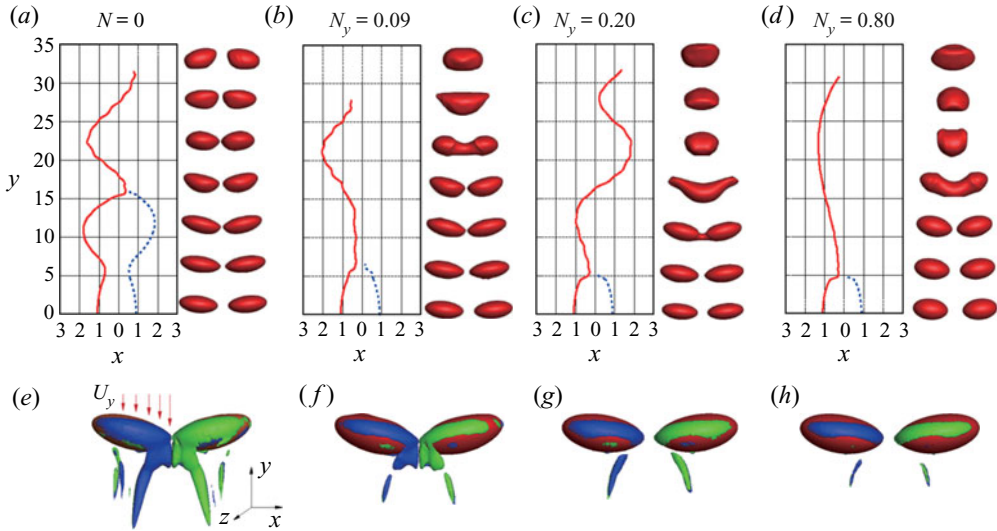 (a) N = 0
(b) N_y = 0.09
(c) N_y = 0.20
(d) N_y = 0.80
35
30
25
20
y
15
10
5
0
3 2 1 0 1 2 3
3 2 1 0 1 2 3
3 2 1 0 1 2 3
3 2 1 0 1 2 3
x
x
x
x
(e)
(f)
(g)
(h)
U_y
y
z
x